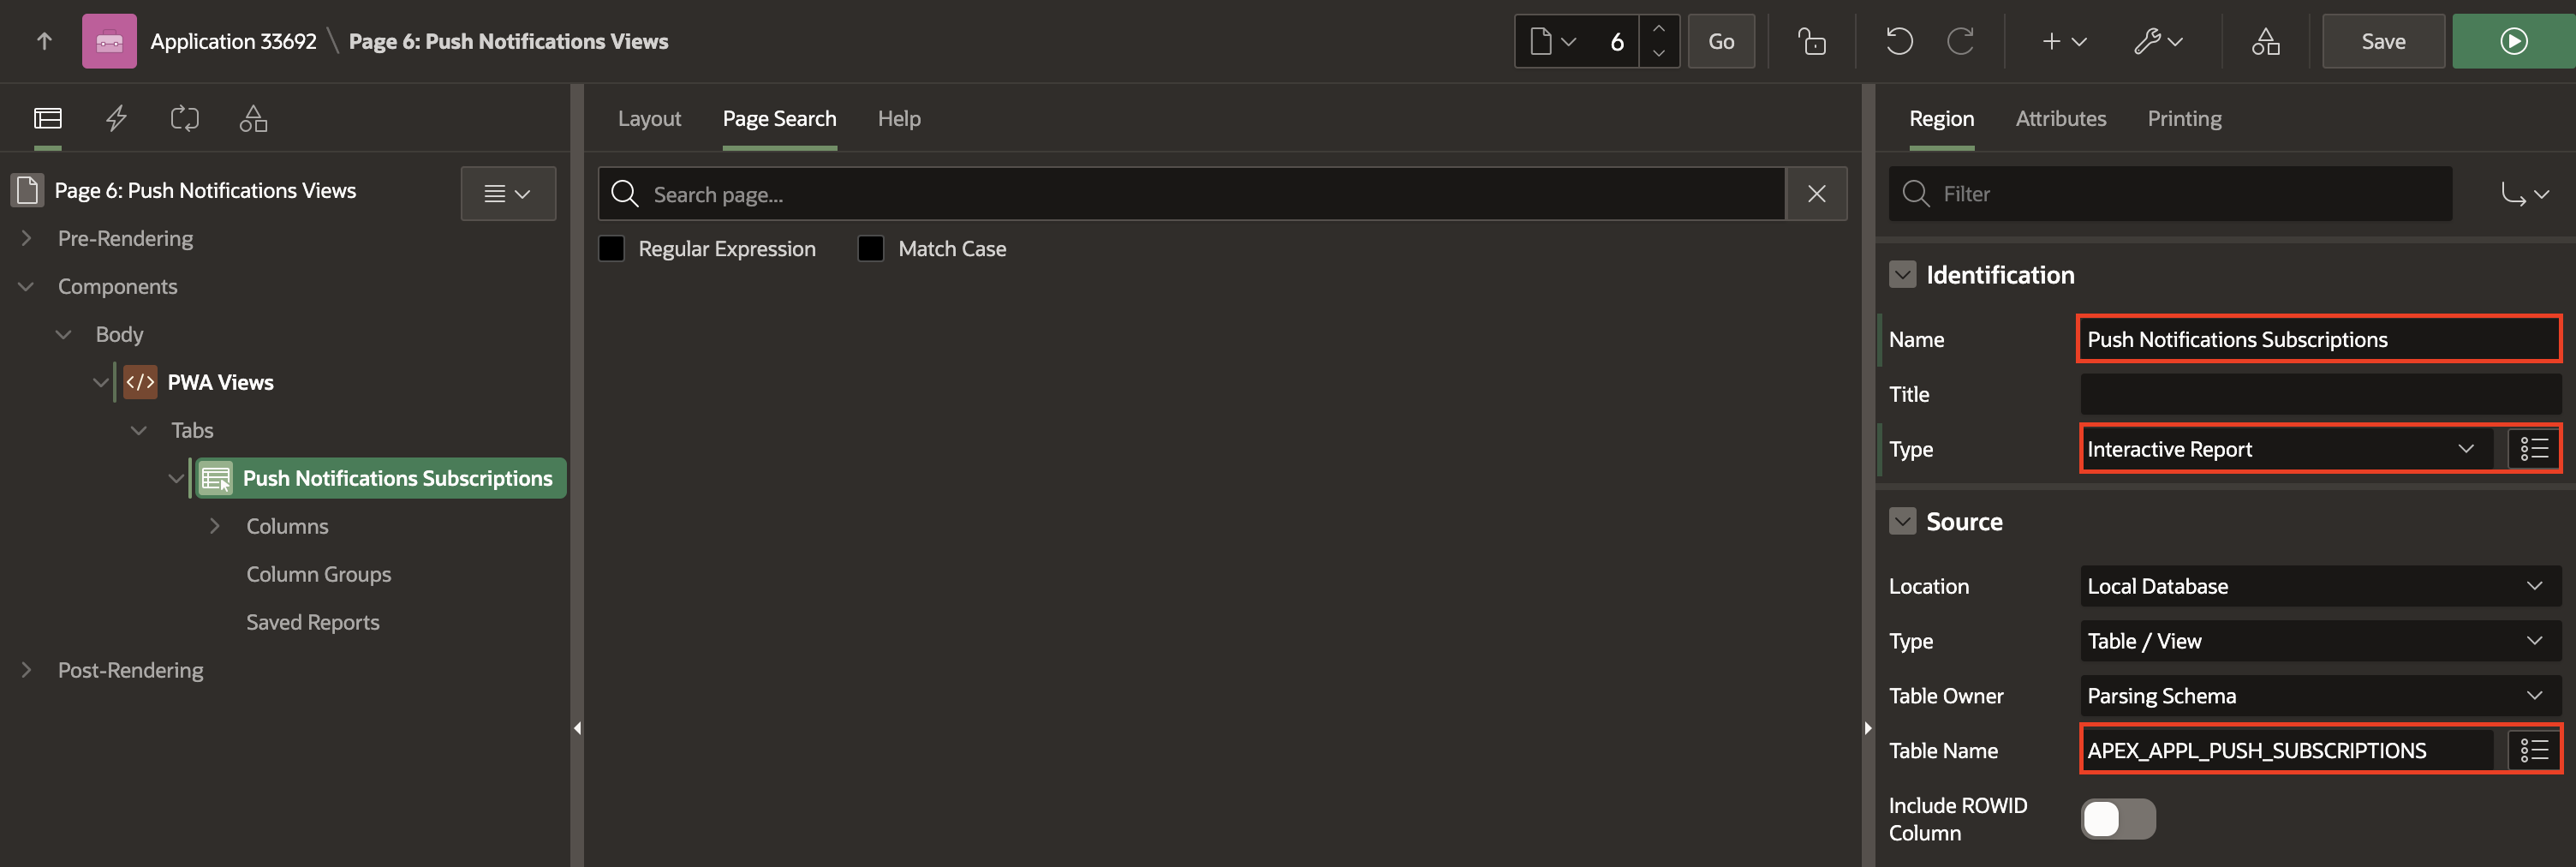 Application 33692 \ Page 6: Push Notifications Views
6
Go
Save
Page 6: Push Notifications Views
Pre-Rendering
Components
Body
PWA Views
Tabs
Push Notifications Subscriptions
Columns
Column Groups
Saved Reports
Post-Rendering
Layout
Page Search
Help
Search page...
Regular Expression
Match Case
Region
Attributes
Printing
Filter
Identification
Name
Push Notifications Subscriptions
Title
Type
Interactive Report
Source
Location
Local Database
Type
Table / View
Table Owner
Parsing Schema
Table Name
APEX_APPL_PUSH_SUBSCRIPTIONS
Include ROWID
Column